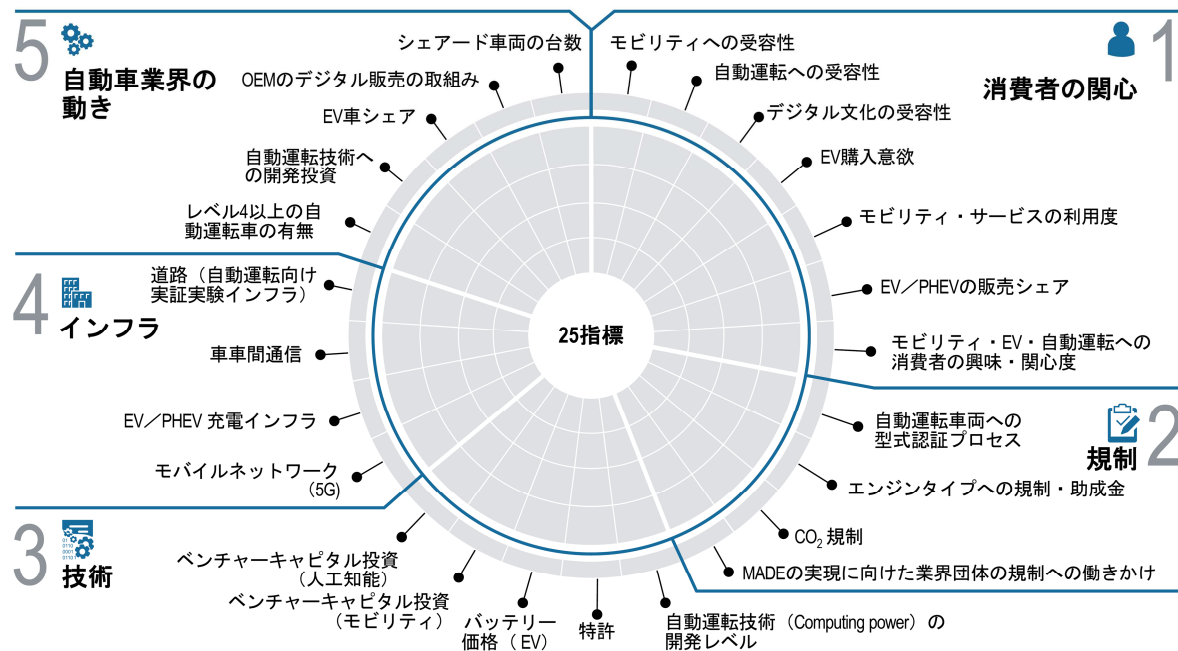 1
消費者の関心
モビリティへの受容性
自動運転への受容性
デジタル文化の受容性
EV購入意欲
モビリティ・サービスの利用度
EV／PHEVの販売シェア
モビリティ・EV・自動運転への
消費者の興味・関心度
2
規制
自動運転車両への
型式認証プロセス
エンジンタイプへの規制・助成金
CO2 規制
MADEの実現に向けた業界団体の規制への働きかけ
3
技術
自動運転技術（Computing power）の
開発レベル
特許
バッテリー
価格（EV）
ベンチャーキャピタル投資
（モビリティ）
ベンチャーキャピタル投資
（人工知能）
4
インフラ
モバイルネットワーク
(5G)
EV／PHEV 充電インフラ
車車間通信
道路（自動運転向け
実証実験インフラ）
5
自動車業界の
動き
レベル4以上の自
動運転車の有無
自動運転技術へ
の開発投資
EV車シェア
OEMのデジタル販売の取組み
シェアード車両の台数
25指標